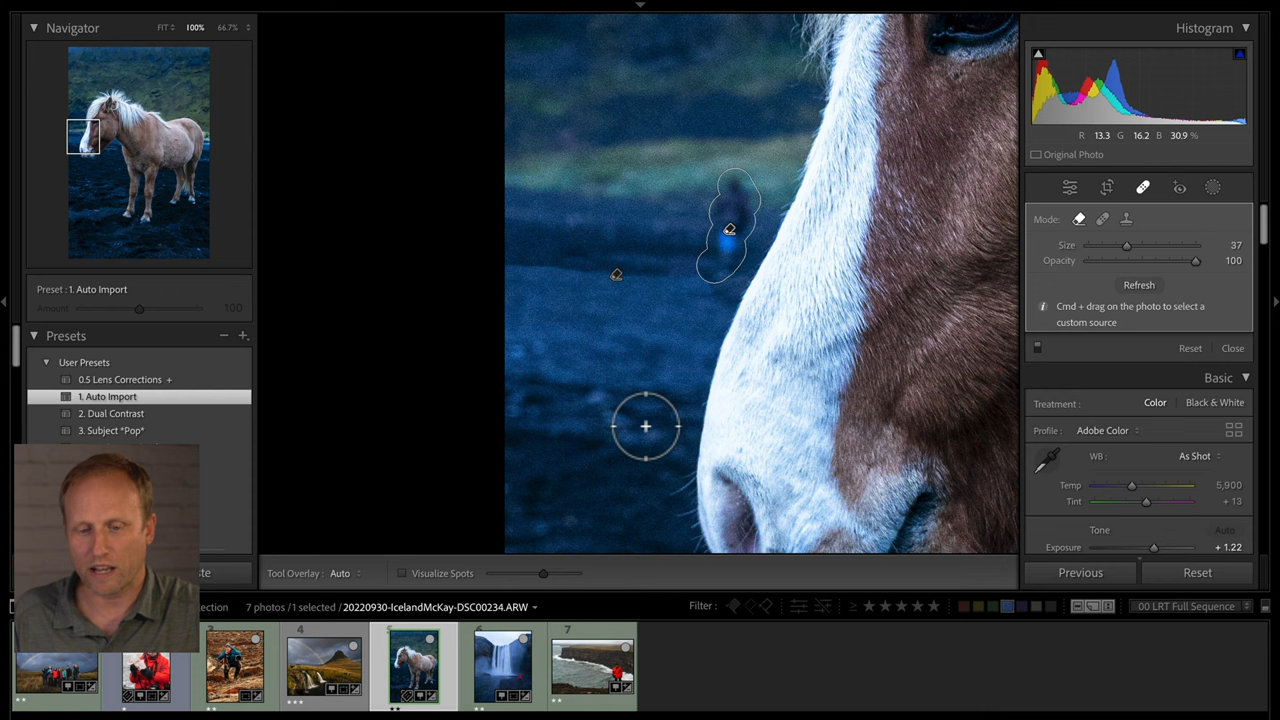 Navigator
FIT
100%
66.7%
Preset : 1. Auto Import
Amount
100
Presets
User Presets
0.5 Lens Corrections +
1. Auto Import
2. Dual Contrast
3. Subject *Pop*
Tool Overlay : Auto
Visualize Spots
Histogram
R 13.3 G 16.2 B 30.9 %
Original Photo
Mode:
Size 37
Opacity 100
Refresh
Cmd + drag on the photo to select a
custom source
Reset
Close
Basic
Treatment :
Color
Black & White
Profile : Adobe Color
WB : As Shot
Temp 5,900
Tint + 13
Tone
Auto
Exposure + 1.22
Previous
Reset
7 photos / 1 selected / 20220930-IcelandMcKay-DSC00234.ARW
Filter :
00 LRT Full Sequence
3
4
5
6
7